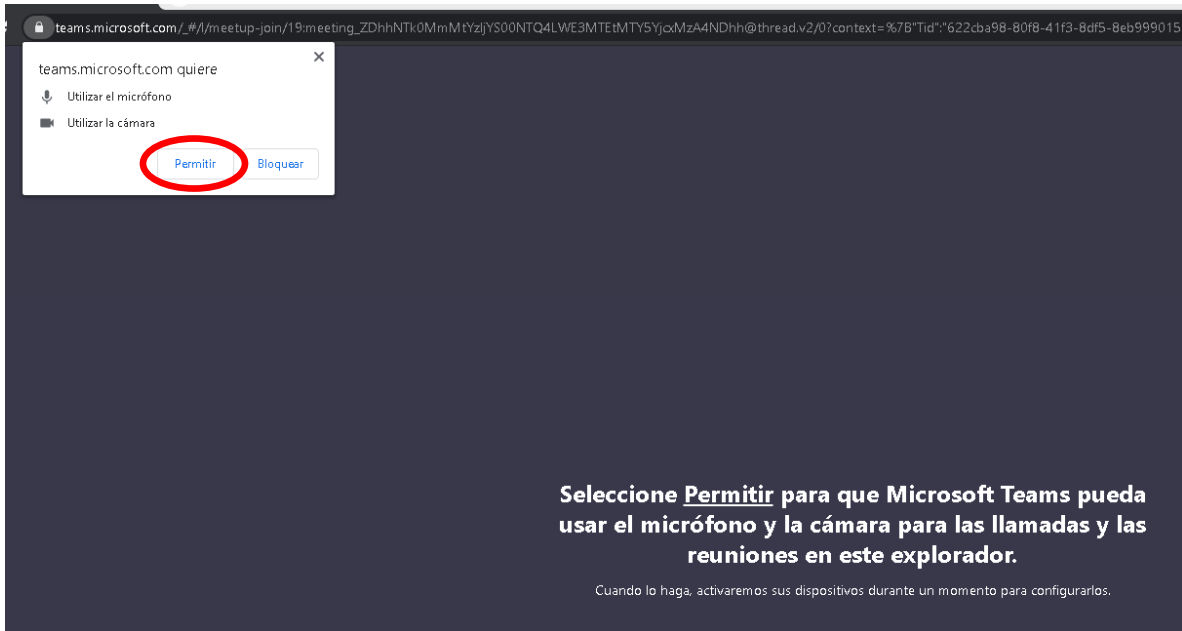 teams.microsoft.com/_#/l/meetup-join/19:meeting_ZDhhNTk0MmMtYzljYS00NTQ4LWE3MTEtMTY5YjcxMzA4NDhh@thread.v2/0?context=%7B"Tid":"622cba98-80f8-41f3-8df5-8eb999015
teams.microsoft.com quiere
Utilizar el micrófono
Utilizar la cámara
Permitir Bloquear
Seleccione Permitir para que Microsoft Teams pueda
usar el micrófono y la cámara para las llamadas y las
reuniones en este explorador.
Cuando lo haga, activaremos sus dispositivos durante un momento para configurarlos.